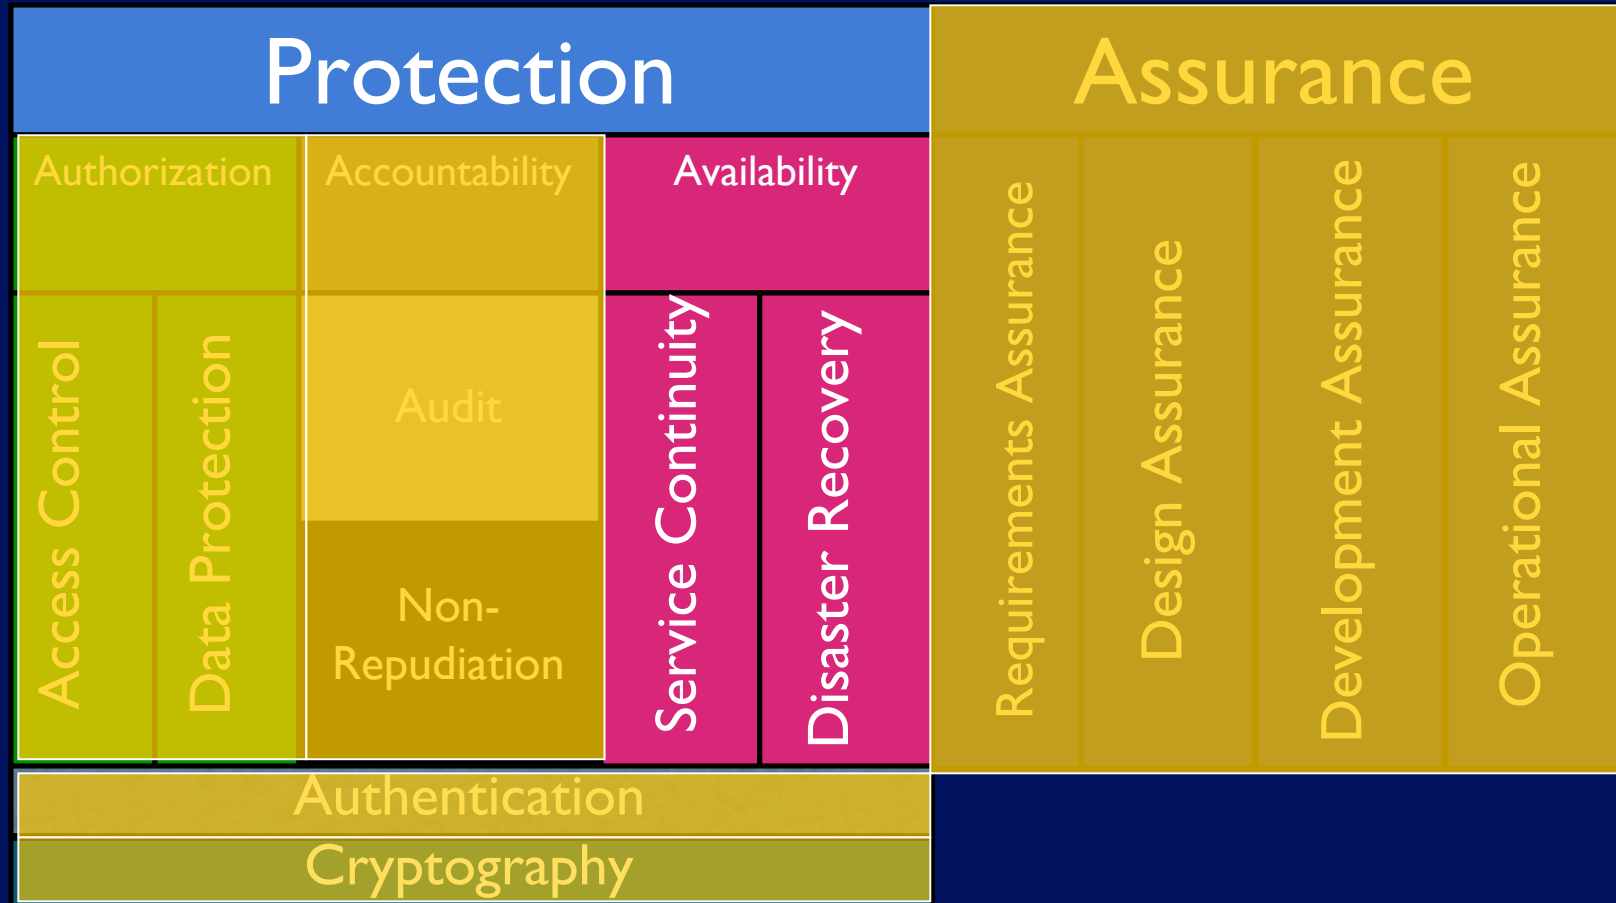 Protection
Assurance
Authorization
Accountability
Availability
Access Control
Data Protection
Audit
Non-
Repudiation
Service Continuity
Disaster Recovery
Requirements Assurance
Design Assurance
Development Assurance
Operational Assurance
Authentication
Cryptography